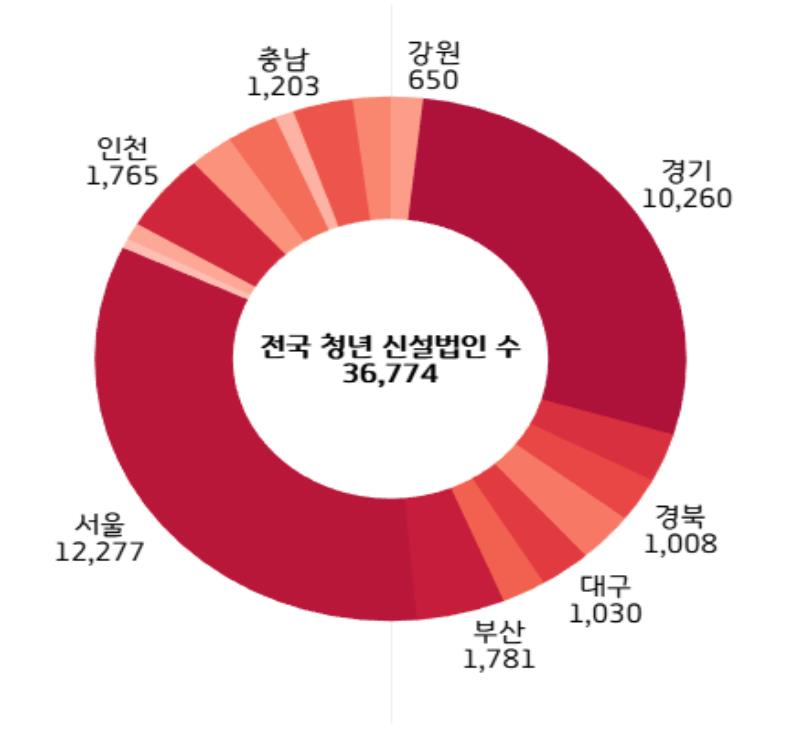 강원
650
경기
10,260
경북
1,008
대구
1,030
부산
1,781
서울
12,277
인천
1,765
충남
1,203
전국 청년 신설법인 수
36,774